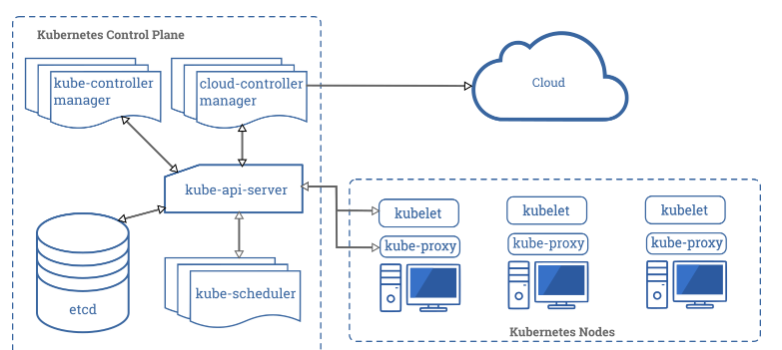 Kubernetes Control Plane
kube-controller
manager
cloud-controller
manager
Cloud
kube-api-server
kubelet
kubelet
kubelet
kube-proxy
kube-proxy
kube-proxy
kube-scheduler
etcd
Kubernetes Nodes